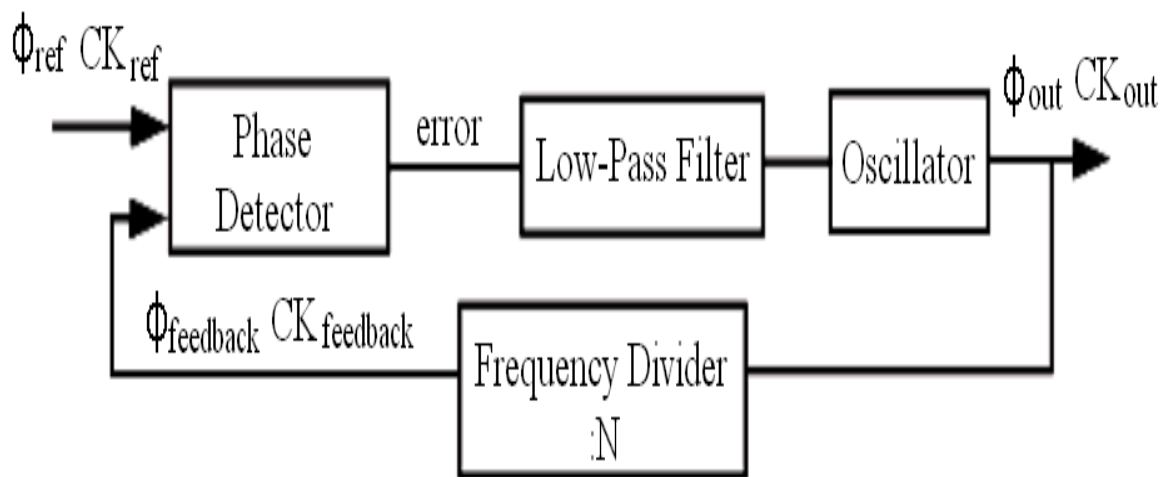 ϕref CKref
Phase
Detector
error
Low-Pass Filter
Oscillator
ϕout CKout
ϕfeedback CKfeedback
Frequency Divider
:N